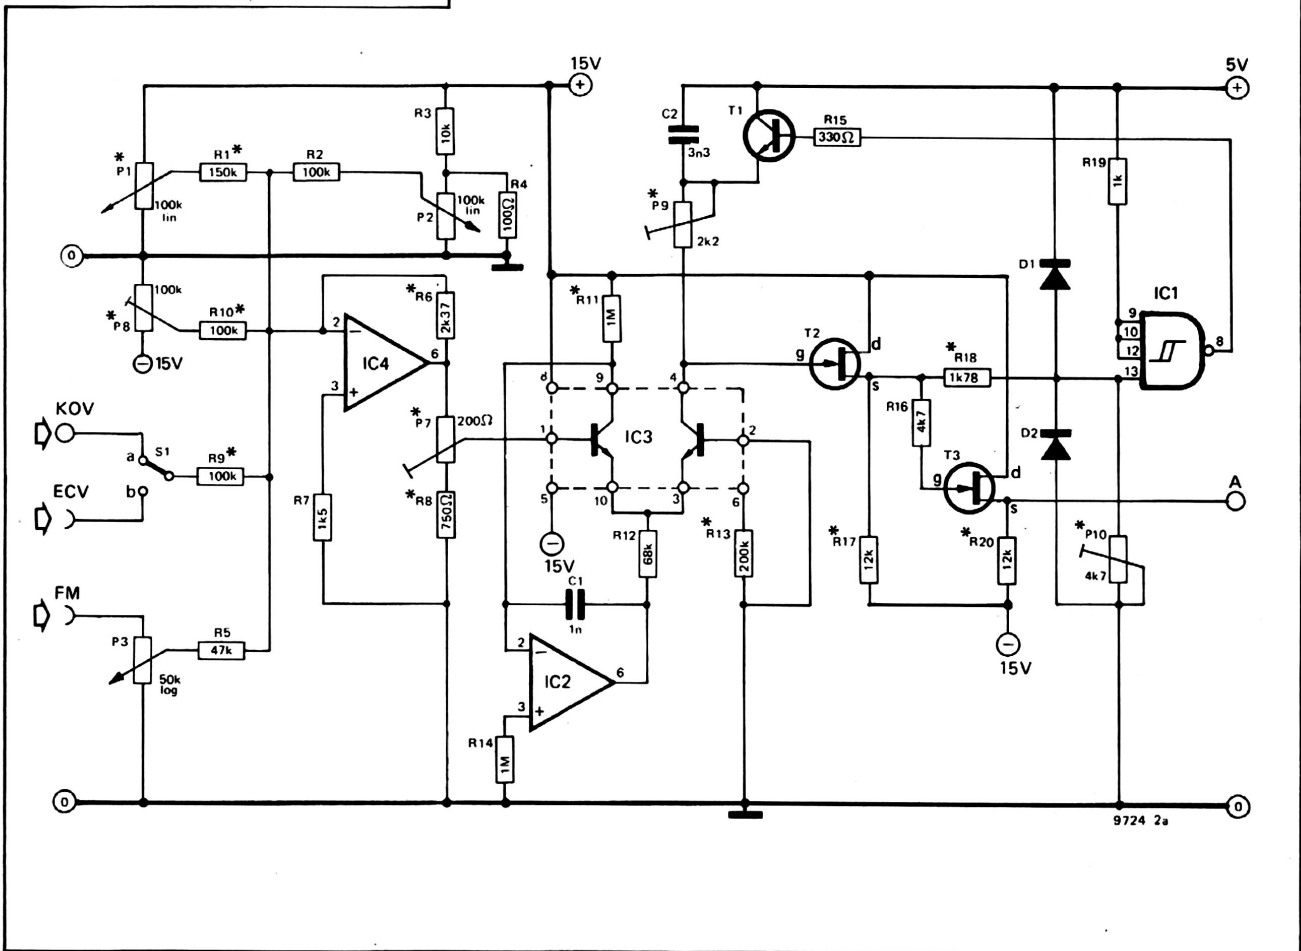 15V
+
5V
+
R3
10k
C2
3n3
T1
R15
330Ω
R19
1k
*
P1
100k
lin
R1*
150k
R2
100k
P2
100k
lin
R4
100Ω
*
P9
2k2
0
D1
IC1
9
10
12
13
8
100k
*
P8
−
15V
R10*
100k
2
−
3
+
6
IC4
*
R6
2k37
*
R11
1M
T2
g
d
s
*
R18
1k78
KOV
ECV
a
b
S1
R9*
100k
*
P7
200Ω
*
R8
750Ω
R7
1k5
8
9
4
1
IC3
2
5
10
3
6
−
15V
R16
4k7
T3
g
d
s
D2
A
R12
68k
*
R13
200k
*
R17
12k
*
R20
12k
*
P10
4k7
C1
1n
−
15V
FM
P3
50k
log
R5
47k
2
−
3
+
6
IC2
R14
1M
0
0
9724 2a